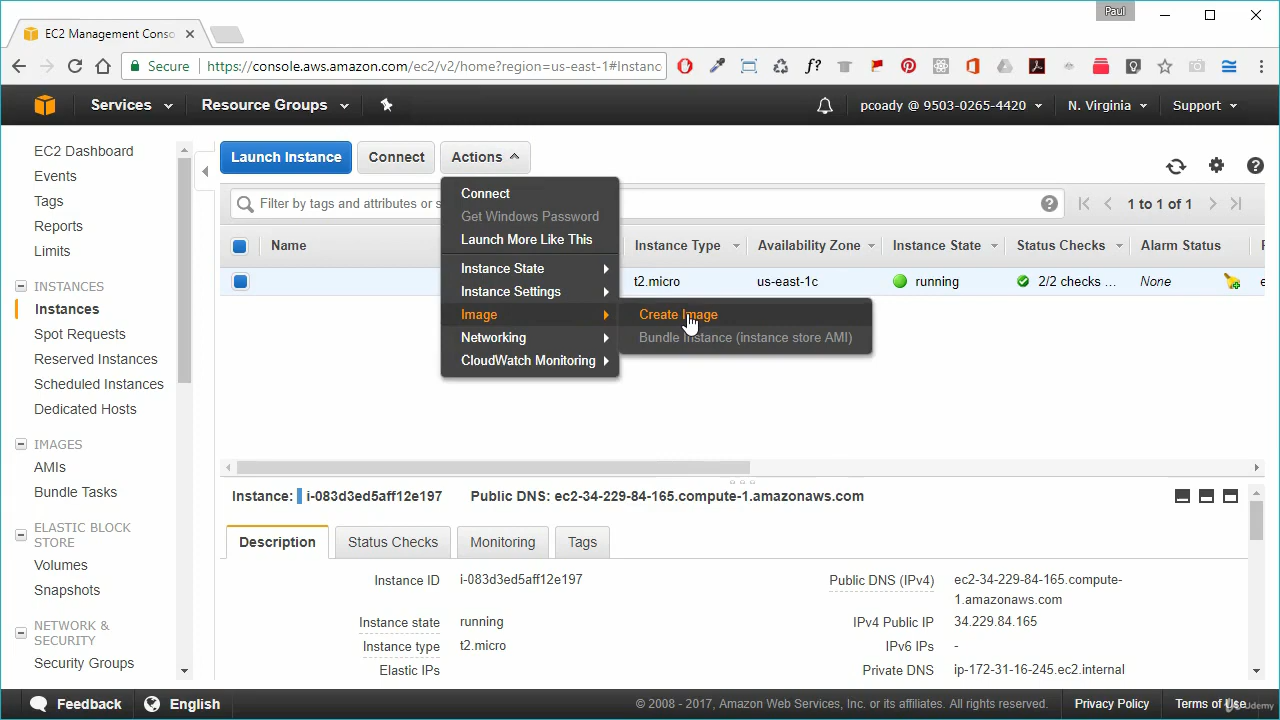 Paul
EC2 Management Conso
Secure
https://console.aws.amazon.com/ec2/v2/home?region=us-east-1#Instanc
Services
Resource Groups
pcoady @ 9503-0265-4420
N. Virginia
Support
EC2 Dashboard
Events
Tags
Reports
Limits
INSTANCES
Instances
Spot Requests
Reserved Instances
Scheduled Instances
Dedicated Hosts
IMAGES
AMIs
Bundle Tasks
ELASTIC BLOCK
STORE
Volumes
Snapshots
NETWORK &
SECURITY
Security Groups
Launch Instance
Connect
Actions
Filter by tags and attributes or s
1 to 1 of 1
Name
Instance Type
Availability Zone
Instance State
Status Checks
Alarm Status
t2.micro
us-east-1c
running
2/2 checks ...
None
Connect
Get Windows Password
Launch More Like This
Instance State
Instance Settings
Image
Networking
CloudWatch Monitoring
Create Image
Bundle Instance (instance store AMI)
Instance: i-083d3ed5aff12e197
Public DNS: ec2-34-229-84-165.compute-1.amazonaws.com
Description
Status Checks
Monitoring
Tags
Instance ID
i-083d3ed5aff12e197
Instance state
running
Instance type
t2.micro
Elastic IPs
Public DNS (IPv4)
ec2-34-229-84-165.compute-
1.amazonaws.com
IPv4 Public IP
34.229.84.165
IPv6 IPs
-
Private DNS
ip-172-31-16-245.ec2.internal
Feedback
English
© 2008 - 2017, Amazon Web Services, Inc. or its affiliates. All rights reserved.
Privacy Policy
Terms of Use
Udemy